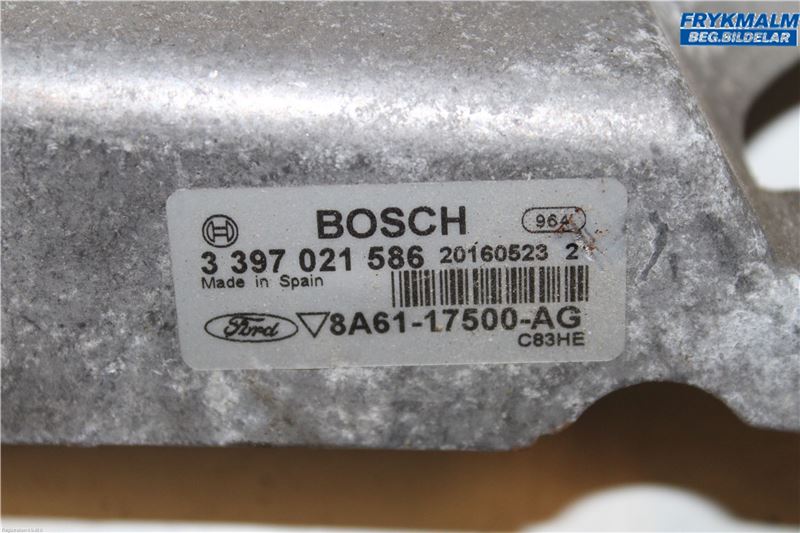 FRYKMALM
BEG.BILDELAR
BOSCH 964
3 397 021 586 20160523 2
Made in Spain
Ford 8A61-17500-AG
C83HE